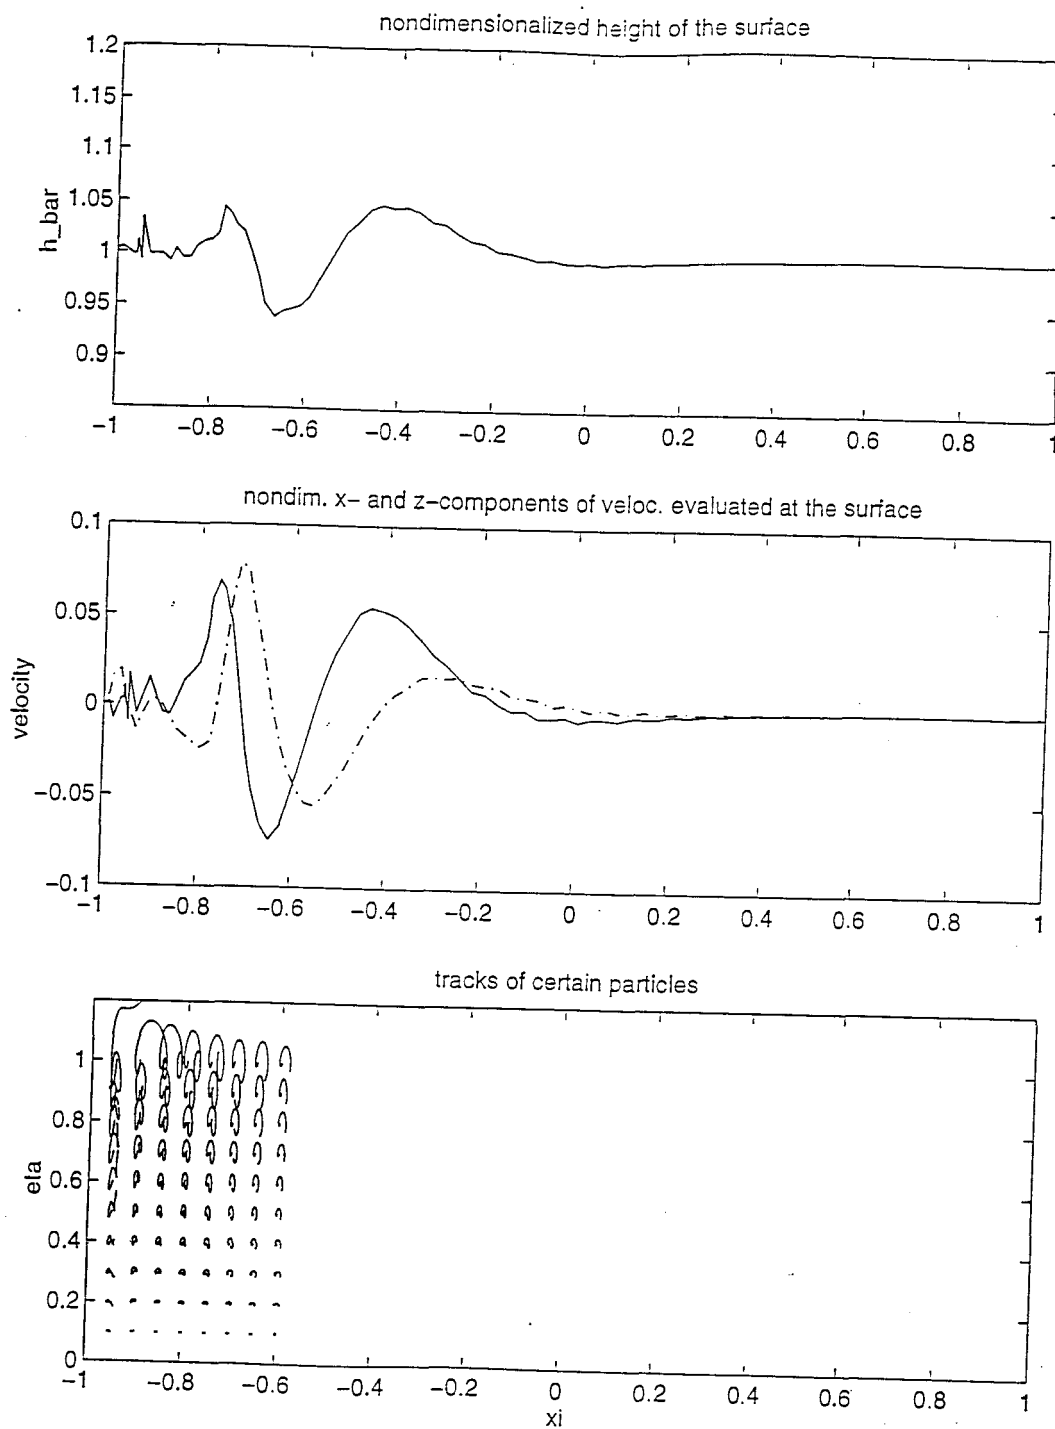 nondimensionalized height of the surface
1.2
1.15
1.1
1.05
1
0.95
0.9
h_bar
-1 -0.8 -0.6 -0.4 -0.2 0 0.2 0.4 0.6 0.8 1
nondim. x- and z-components of veloc. evaluated at the surface
0.1
0.05
0
-0.05
-0.1
velocity
-1 -0.8 -0.6 -0.4 -0.2 0 0.2 0.4 0.6 0.8 1
tracks of certain particles
1
0.8
0.6
0.4
0.2
0
eta
-1 -0.8 -0.6 -0.4 -0.2 0 0.2 0.4 0.6 0.8 1
xi